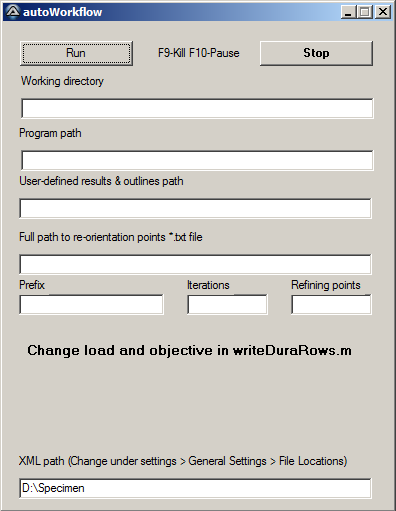 autoWorkflow
Run F9-Kill F10-Pause Stop
Working directory
Program path
User-defined results & outlines path
Full path to re-orientation points *.txt file
Prefix Iterations Refining points
Change load and objective in writeDuraRows.m
XML path (Change under settings > General Settings > File Locations)
D:\Specimen